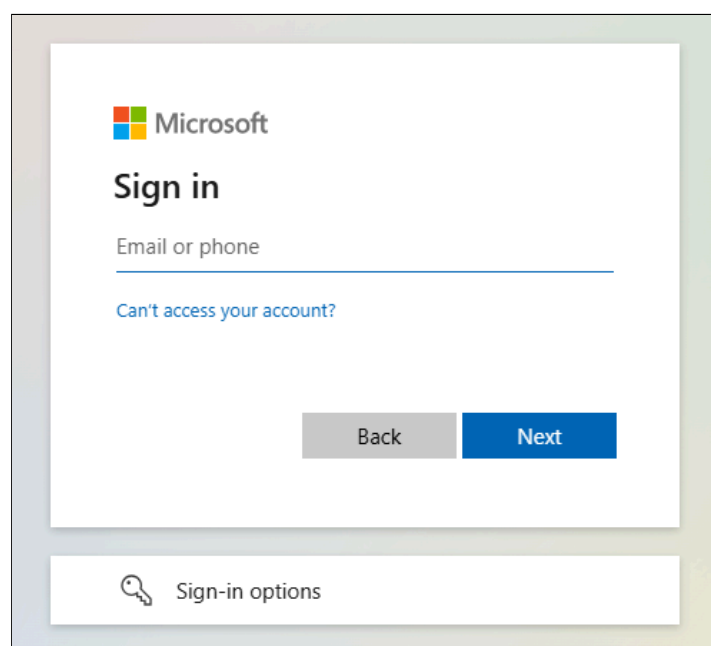 Microsoft
Sign in
Email or phone
Can't access your account?
Back Next
Sign-in options